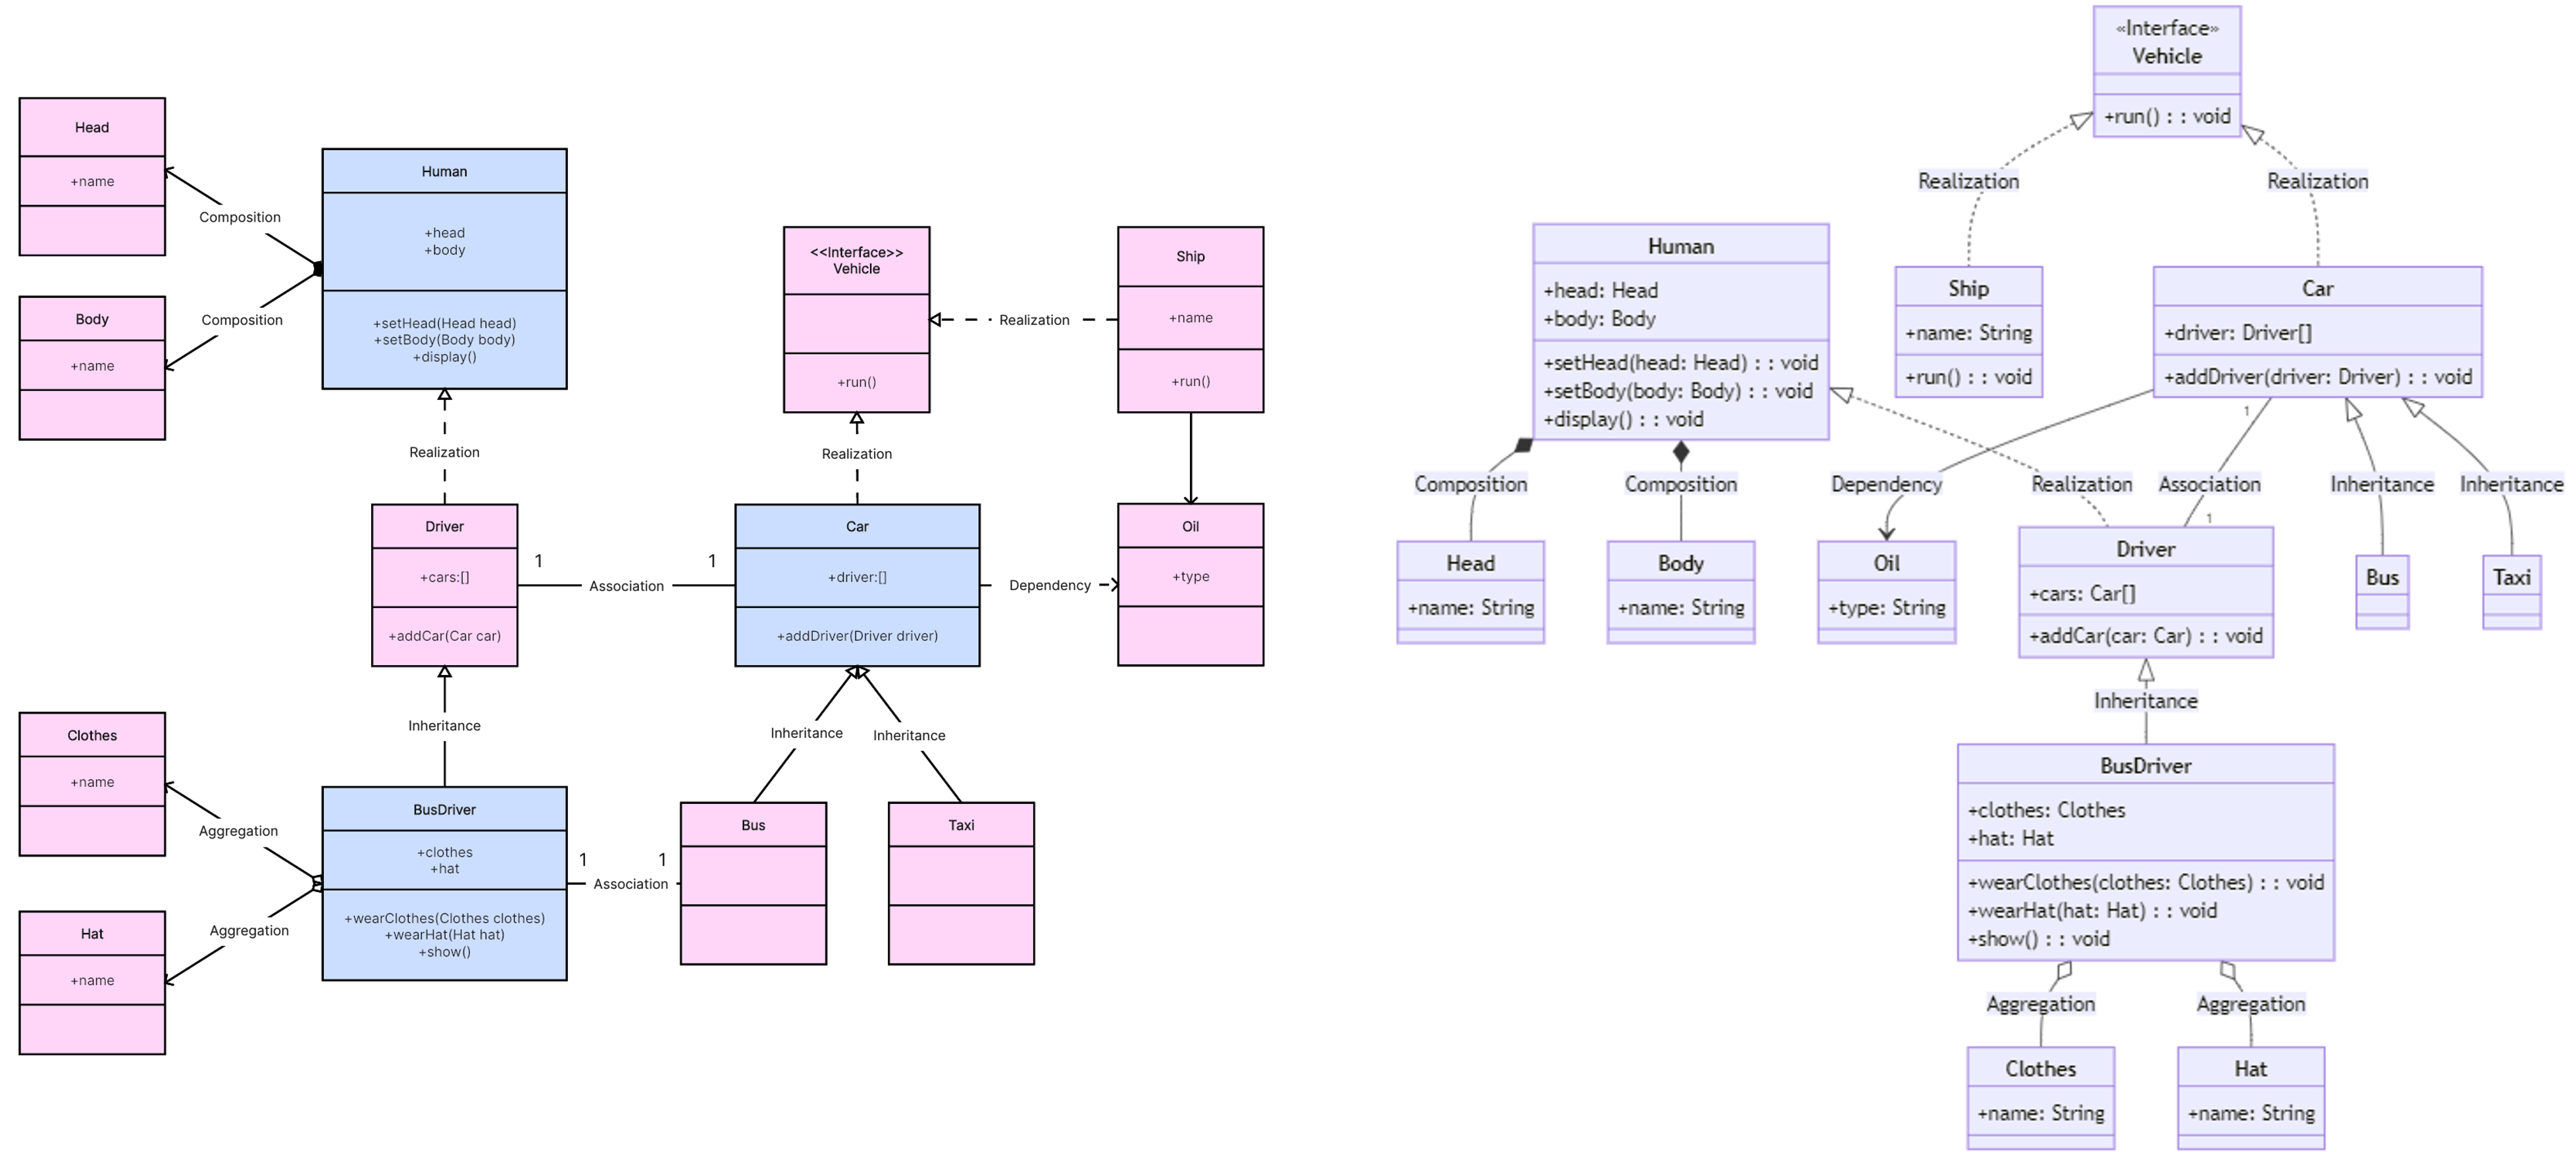 Head
+name
Composition
Body
+name
Composition
Human
+head
+body
+setHead(Head head)
+setBody(Body body)
+display()
Realization
Driver
+cars:[]
+addCar(Car car)
1
Association
1
Inheritance
Clothes
+name
Aggregation
Hat
+name
Aggregation
BusDriver
+clothes
+hat
+wearClothes(Clothes clothes)
+wearHat(Hat hat)
+show()
1
Association
1
<<Interface>>
Vehicle
+run()
Realization
Ship
+name
+run()
Realization
Car
+driver:[]
+addDriver(Driver driver)
Dependency
Oil
+type
Inheritance
Inheritance
Bus
Taxi
«Interface»
Vehicle
+run() : : void
Realization
Realization
Human
+head: Head
+body: Body
+setHead(head: Head) : : void
+setBody(body: Body) : : void
+display() : : void
Ship
+name: String
+run() : : void
Car
+driver: Driver[]
+addDriver(driver: Driver) : : void
1
Composition
Composition
Dependency
Realization
Association
Inheritance
Inheritance
1
Head
+name: String
Body
+name: String
Oil
+type: String
Driver
+cars: Car[]
+addCar(car: Car) : : void
Bus
Taxi
Inheritance
BusDriver
+clothes: Clothes
+hat: Hat
+wearClothes(clothes: Clothes) : : void
+wearHat(hat: Hat) : : void
+show() : : void
Aggregation
Aggregation
Clothes
+name: String
Hat
+name: String